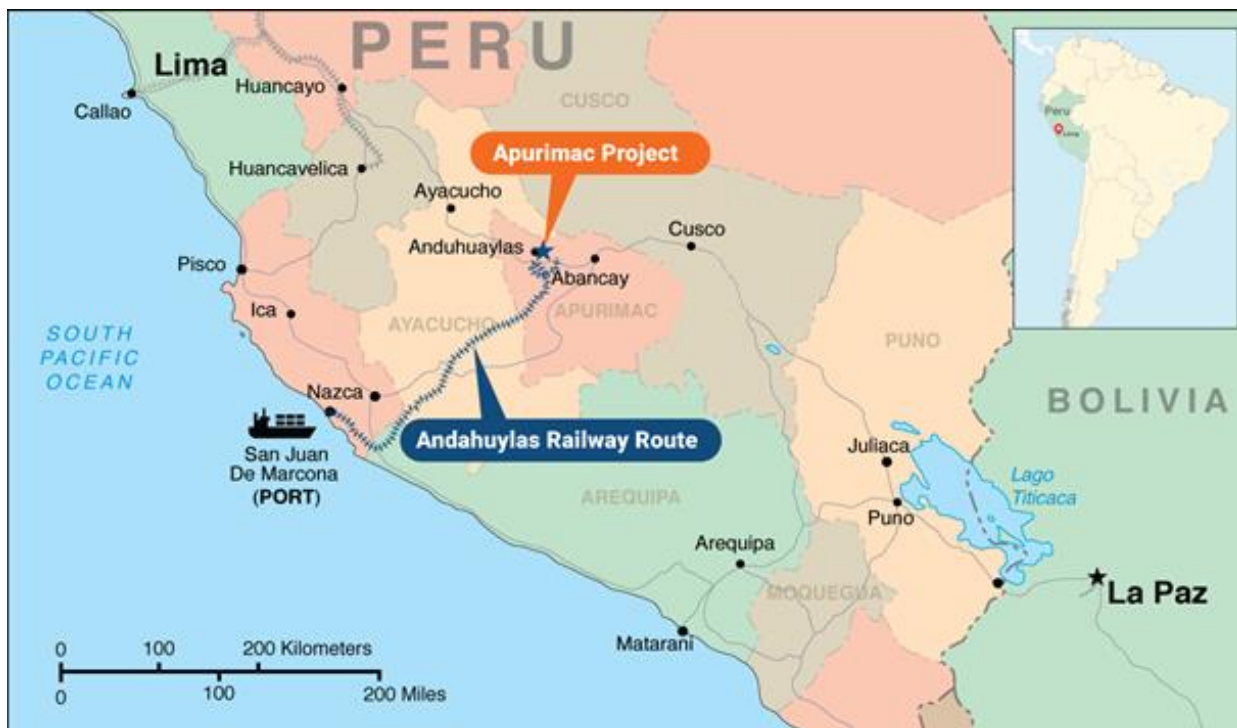 PERU
Lima
Callao
Huancayo
CUSCO
Peru
Lima
Apurimac Project
Huancavelica
Ayacucho
Cusco
Anduhuaylas
Abancay
Pisco
Ica
AYACUCHO
APURIMAC
PUNO
SOUTH
PACIFIC
OCEAN
BOLIVIA
Nazca
Andahuylas Railway Route
San Juan
De Marcona
(PORT)
Juliaca
Lago
Titicaca
AREQUIPA
Puno
Arequipa
MOQUEGUA
La Paz
Matarani
0 100 200 Kilometers
0 100 200 Miles